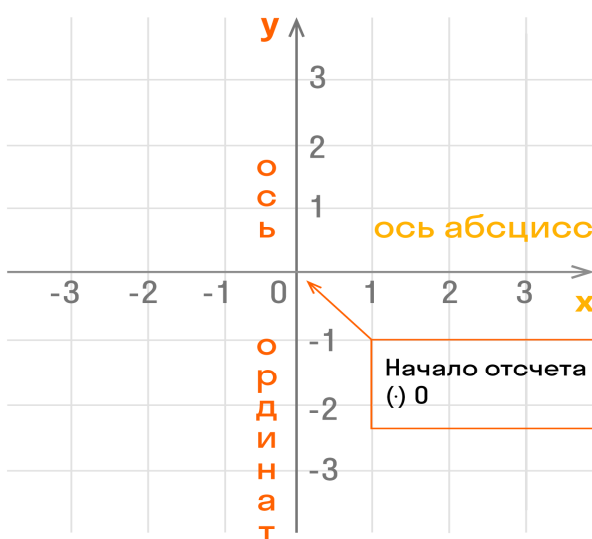 y
3
2
1
ось
ось абсцисс
-3 -2 -1 0 1 2 3
x
-1
Начало отсчета
(·) 0
-2
-3
ординат